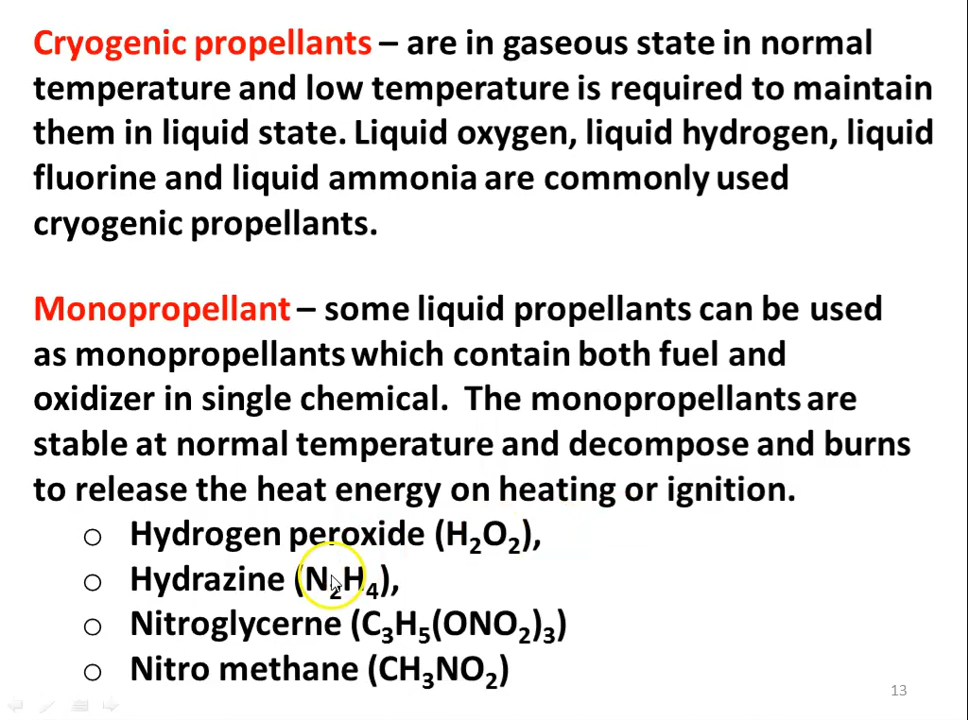 Cryogenic propellants – are in gaseous state in normal
temperature and low temperature is required to maintain
them in liquid state. Liquid oxygen, liquid hydrogen, liquid
fluorine and liquid ammonia are commonly used
cryogenic propellants.
Monopropellant – some liquid propellants can be used
as monopropellants which contain both fuel and
oxidizer in single chemical. The monopropellants are
stable at normal temperature and decompose and burns
to release the heat energy on heating or ignition.
○ Hydrogen peroxide (H₂O₂),
○ Hydrazine (N₂H₄),
○ Nitroglycerne (C₃H₅(ONO₂)₃)
○ Nitro methane (CH₃NO₂)
13